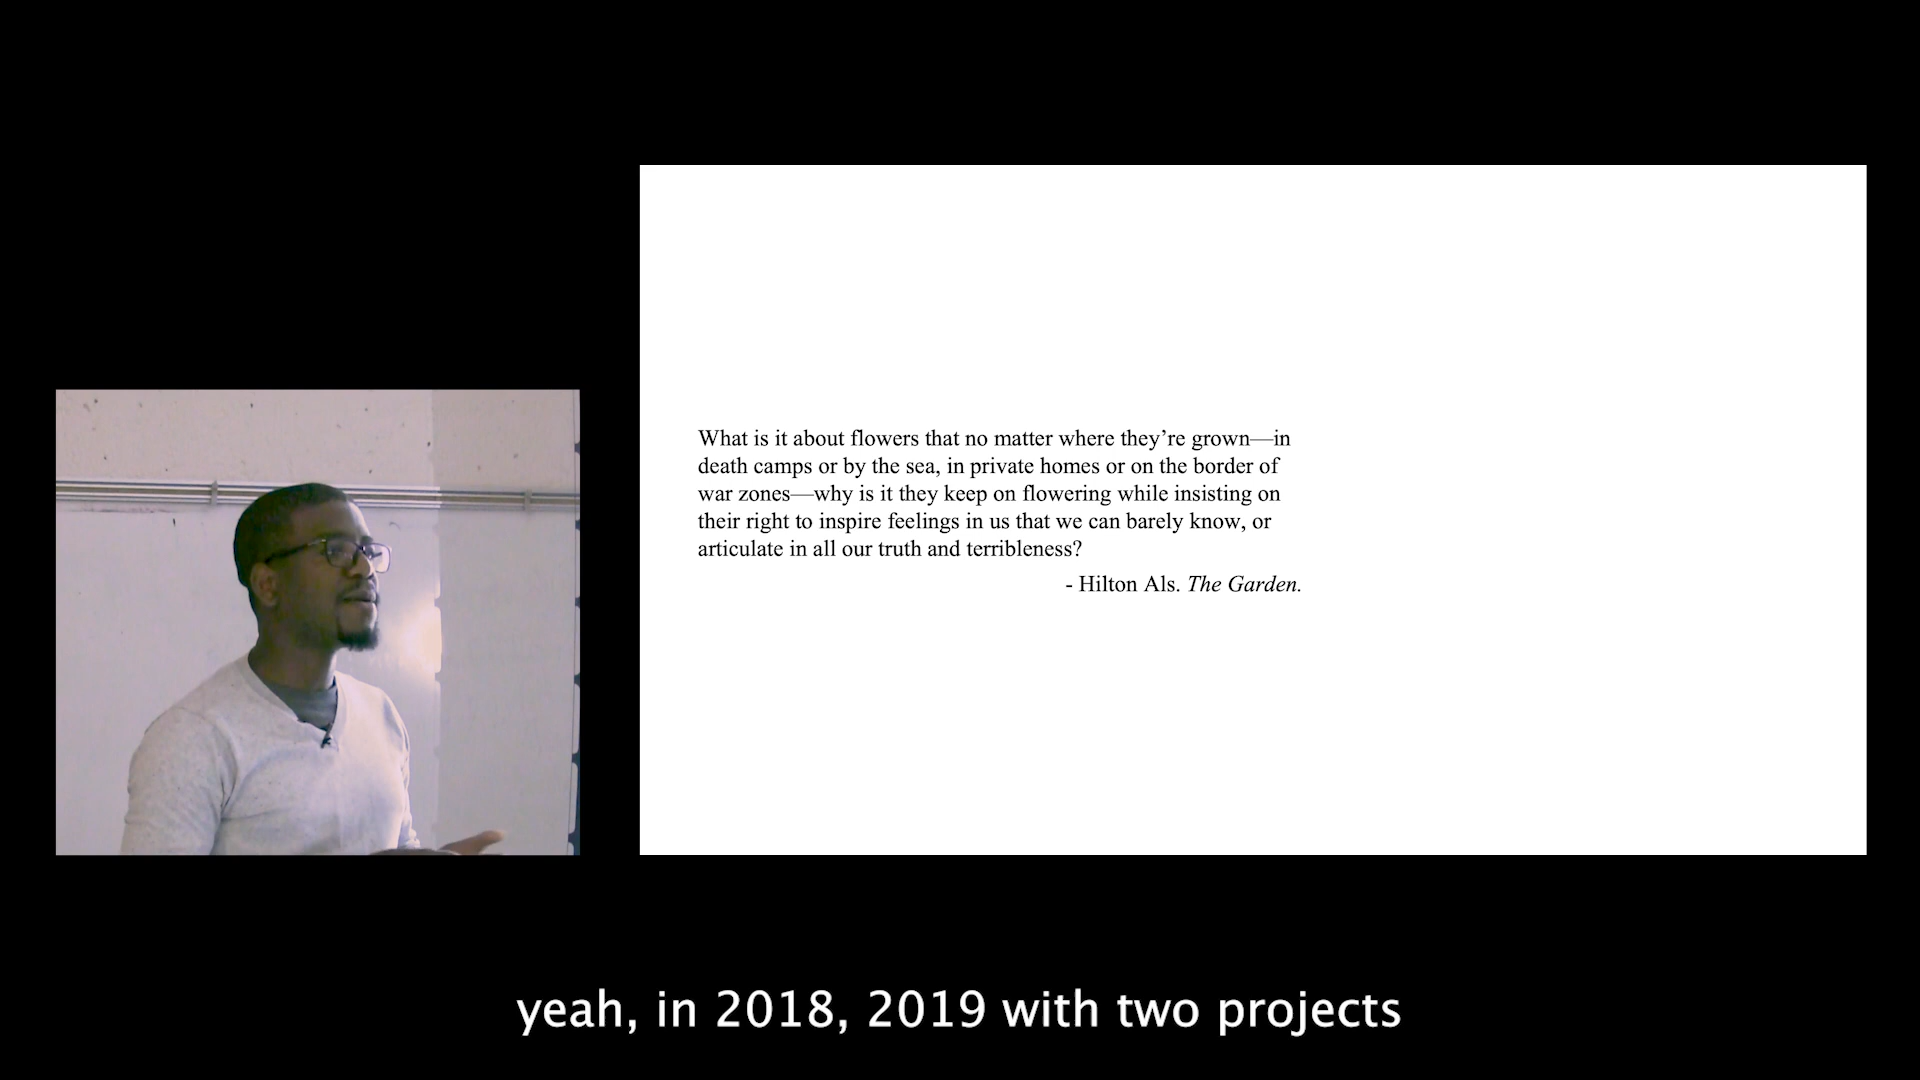 What is it about flowers that no matter where they’re grown—in
death camps or by the sea, in private homes or on the border of
war zones—why is it they keep on flowering while insisting on
their right to inspire feelings in us that we can barely know, or
articulate in all our truth and terribleness?
- Hilton Als. The Garden.
yeah, in 2018, 2019 with two projects